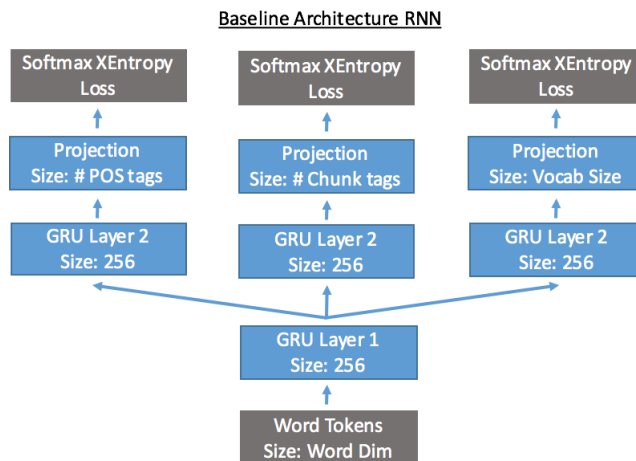 Baseline Architecture RNN
Softmax XEntropy
Loss
Softmax XEntropy
Loss
Softmax XEntropy
Loss
Projection
Size: # POS tags
Projection
Size: # Chunk tags
Projection
Size: Vocab Size
GRU Layer 2
Size: 256
GRU Layer 2
Size: 256
GRU Layer 2
Size: 256
GRU Layer 1
Size: 256
Word Tokens
Size: Word Dim